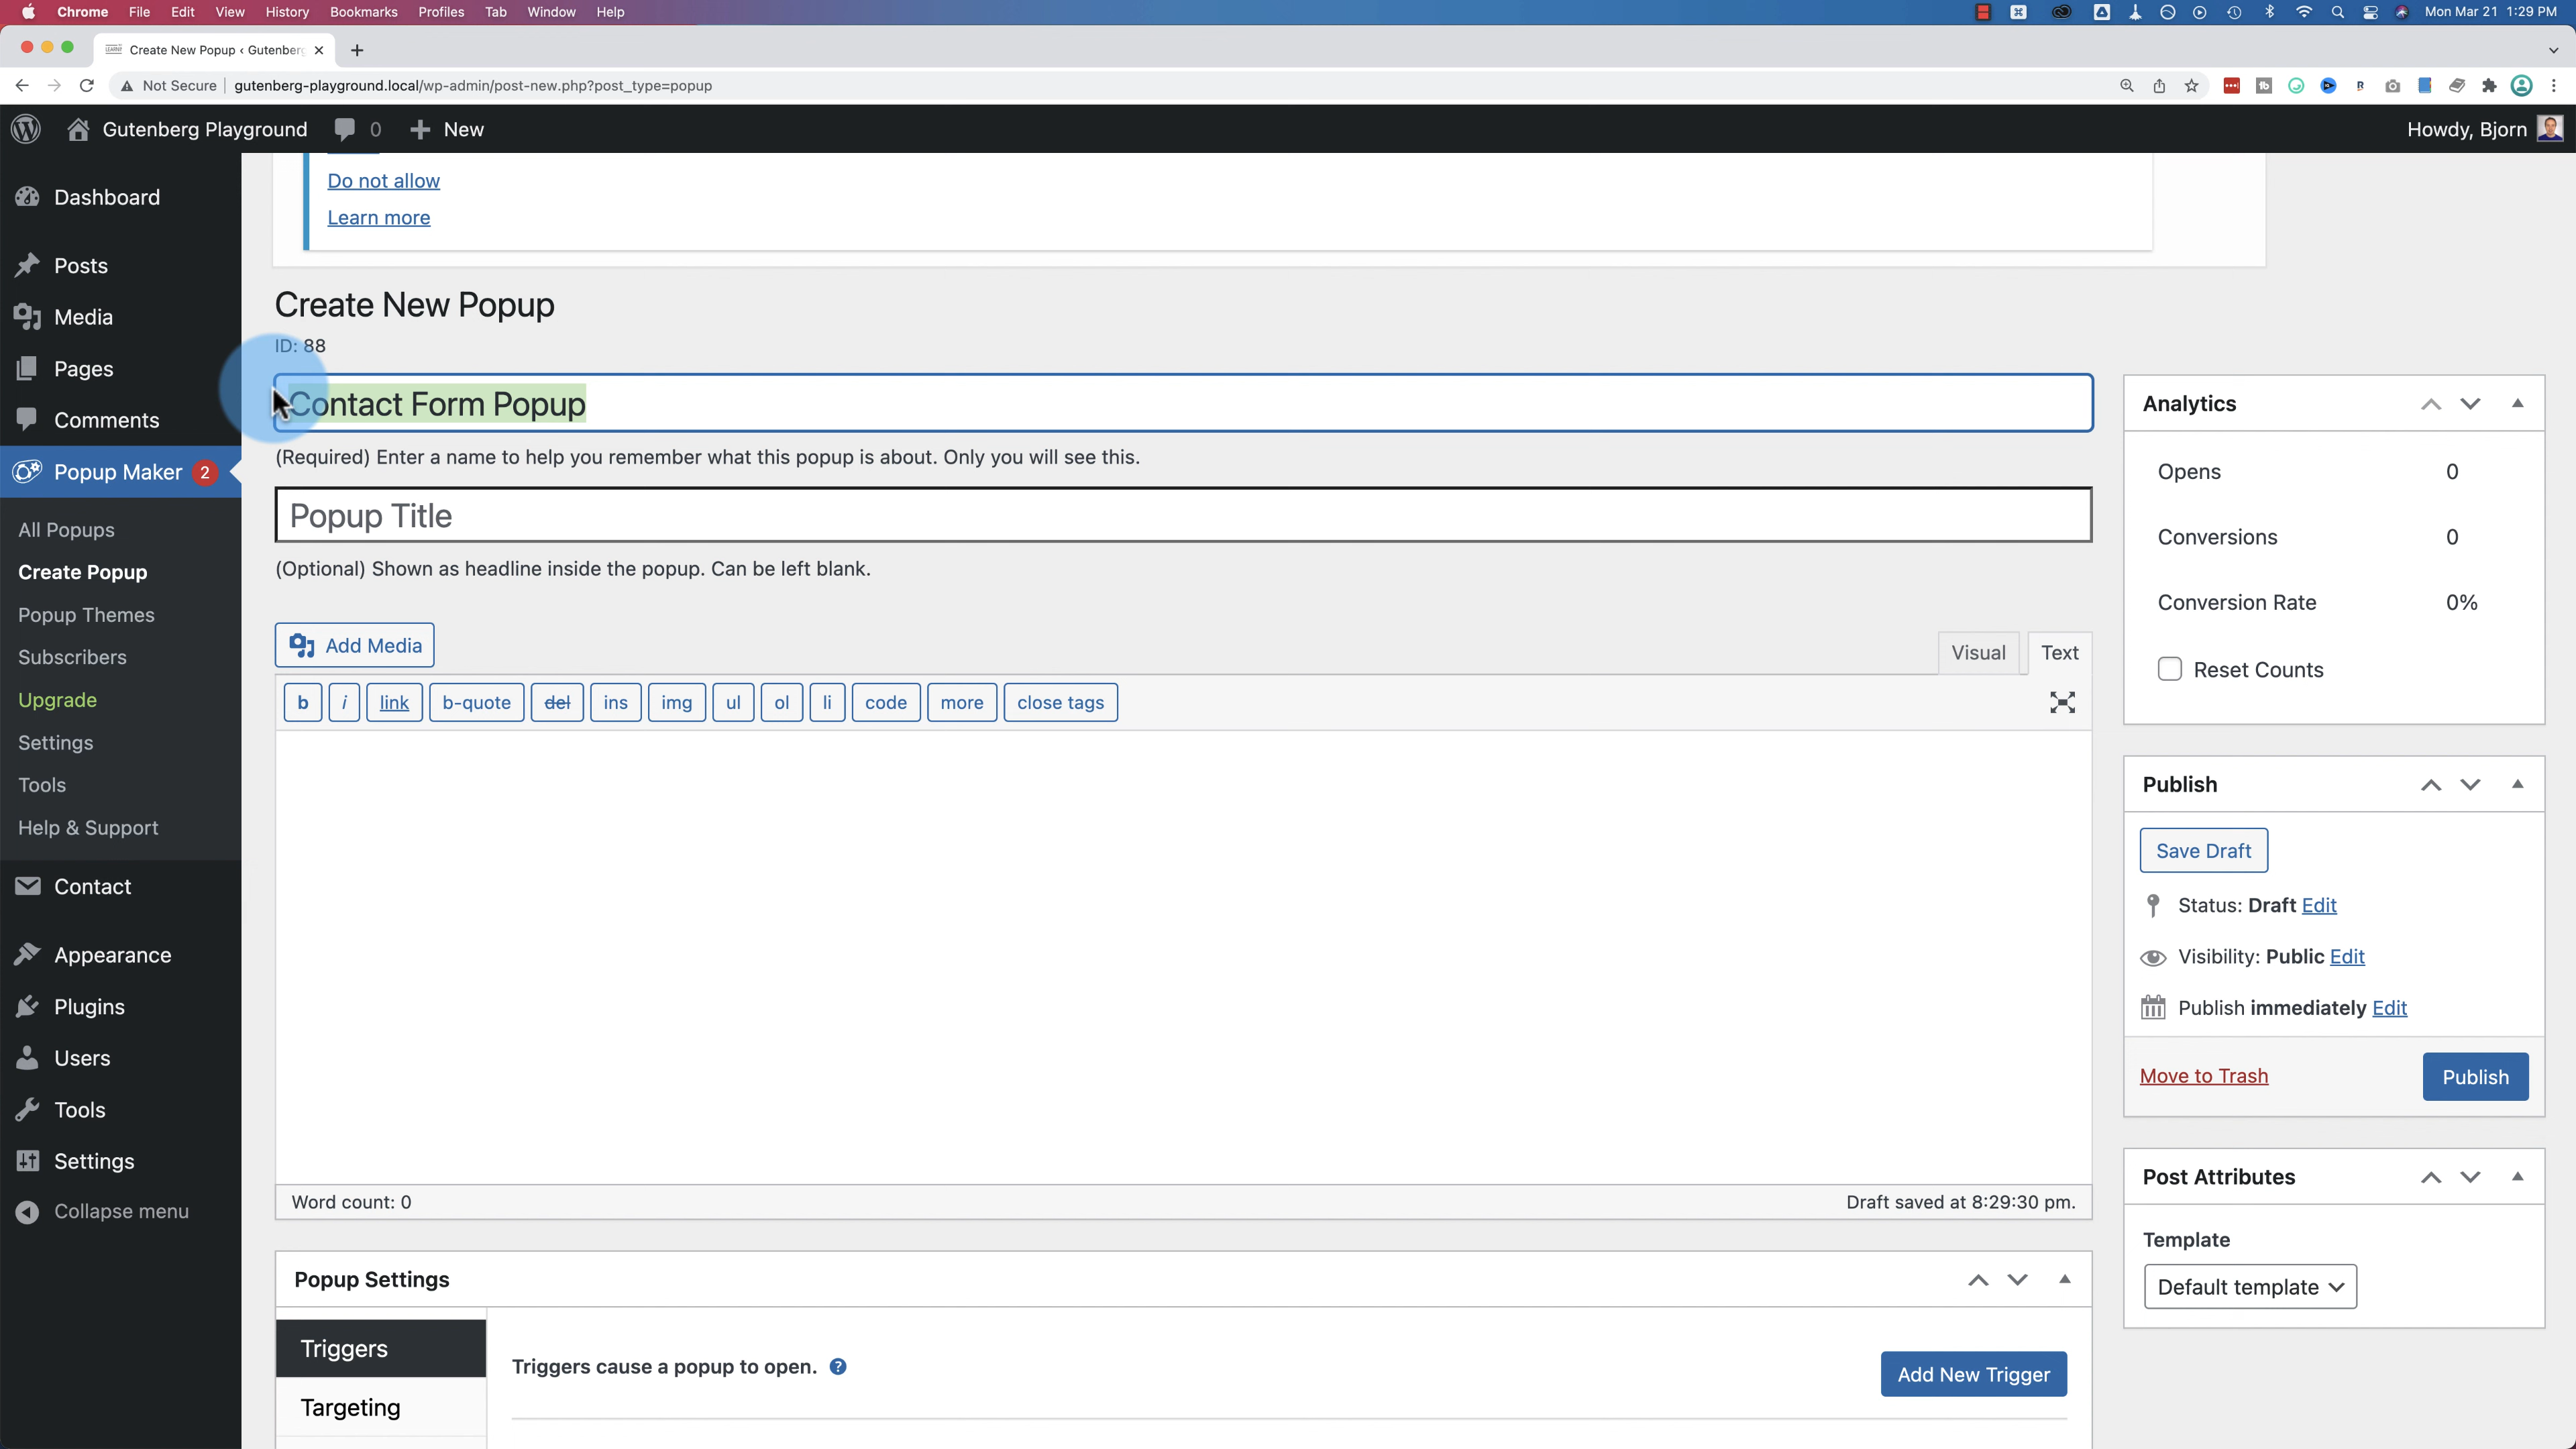 Chrome File Edit View History Bookmarks Profiles Tab Window Help Mon Mar 21 1:29 PM
Create New Popup ‹ Gutenberg
Not Secure gutenberg-playground.local/wp-admin/post-new.php?post_type=popup
Gutenberg Playground 0 New Howdy, Bjorn
Dashboard
Posts
Media
Pages
Comments
Popup Maker 2
All Popups
Create Popup
Popup Themes
Subscribers
Upgrade
Settings
Tools
Help & Support
Contact
Appearance
Plugins
Users
Tools
Settings
Collapse menu
Do not allow
Learn more
Create New Popup
ID: 88
Contact Form Popup
(Required) Enter a name to help you remember what this popup is about. Only you will see this.
Popup Title
(Optional) Shown as headline inside the popup. Can be left blank.
Add Media
Visual Text
b i link b-quote del ins img ul ol li code more close tags
Word count: 0 Draft saved at 8:29:30 pm.
Popup Settings
Triggers
Targeting
Triggers cause a popup to open. ?
Add New Trigger
Analytics
Opens 0
Conversions 0
Conversion Rate 0%
Reset Counts
Publish
Save Draft
Status: Draft Edit
Visibility: Public Edit
Publish immediately Edit
Move to Trash Publish
Post Attributes
Template
Default template